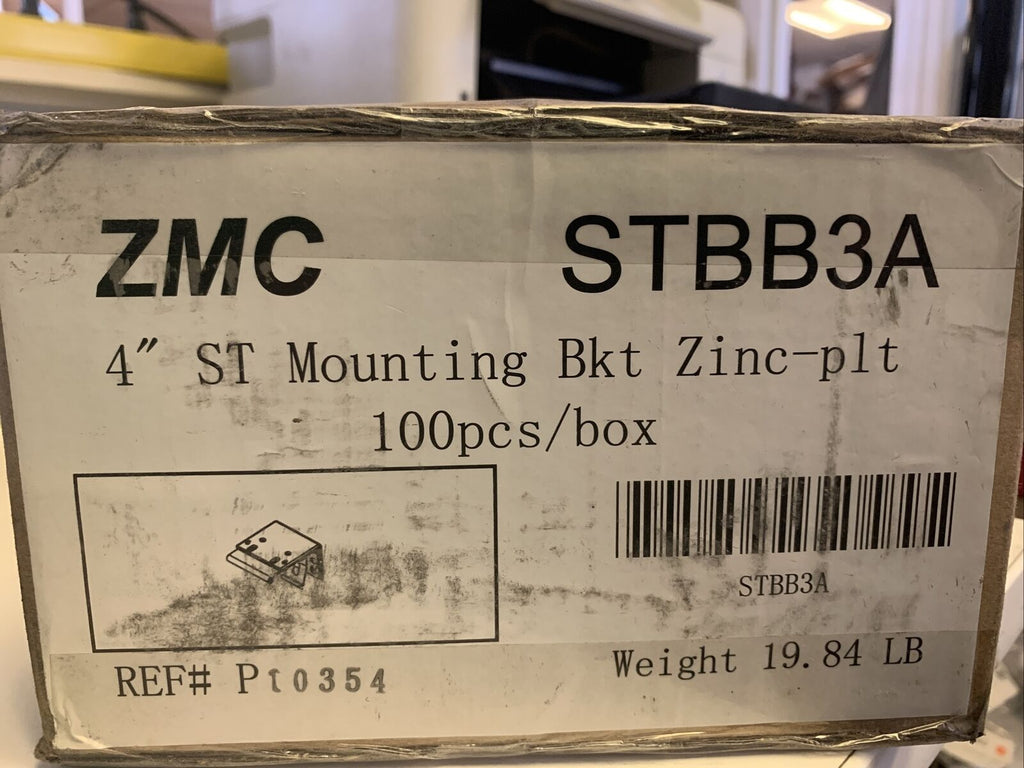 ZMC STBB3A
4″ ST Mounting Bkt Zinc-plt
100pcs/box
STBB3A
REF# Pt0354
Weight 19.84 LB